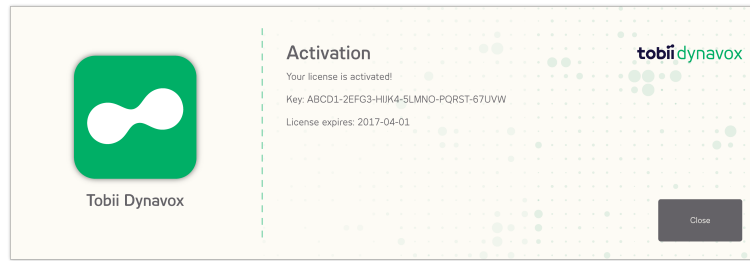 Activation
tobii dynavox
Your license is activated!
Key: ABCD1-2EFG3-HIJK4-5LMNO-PQRST-67UVW
License expires: 2017-04-01
Tobii Dynavox
Close